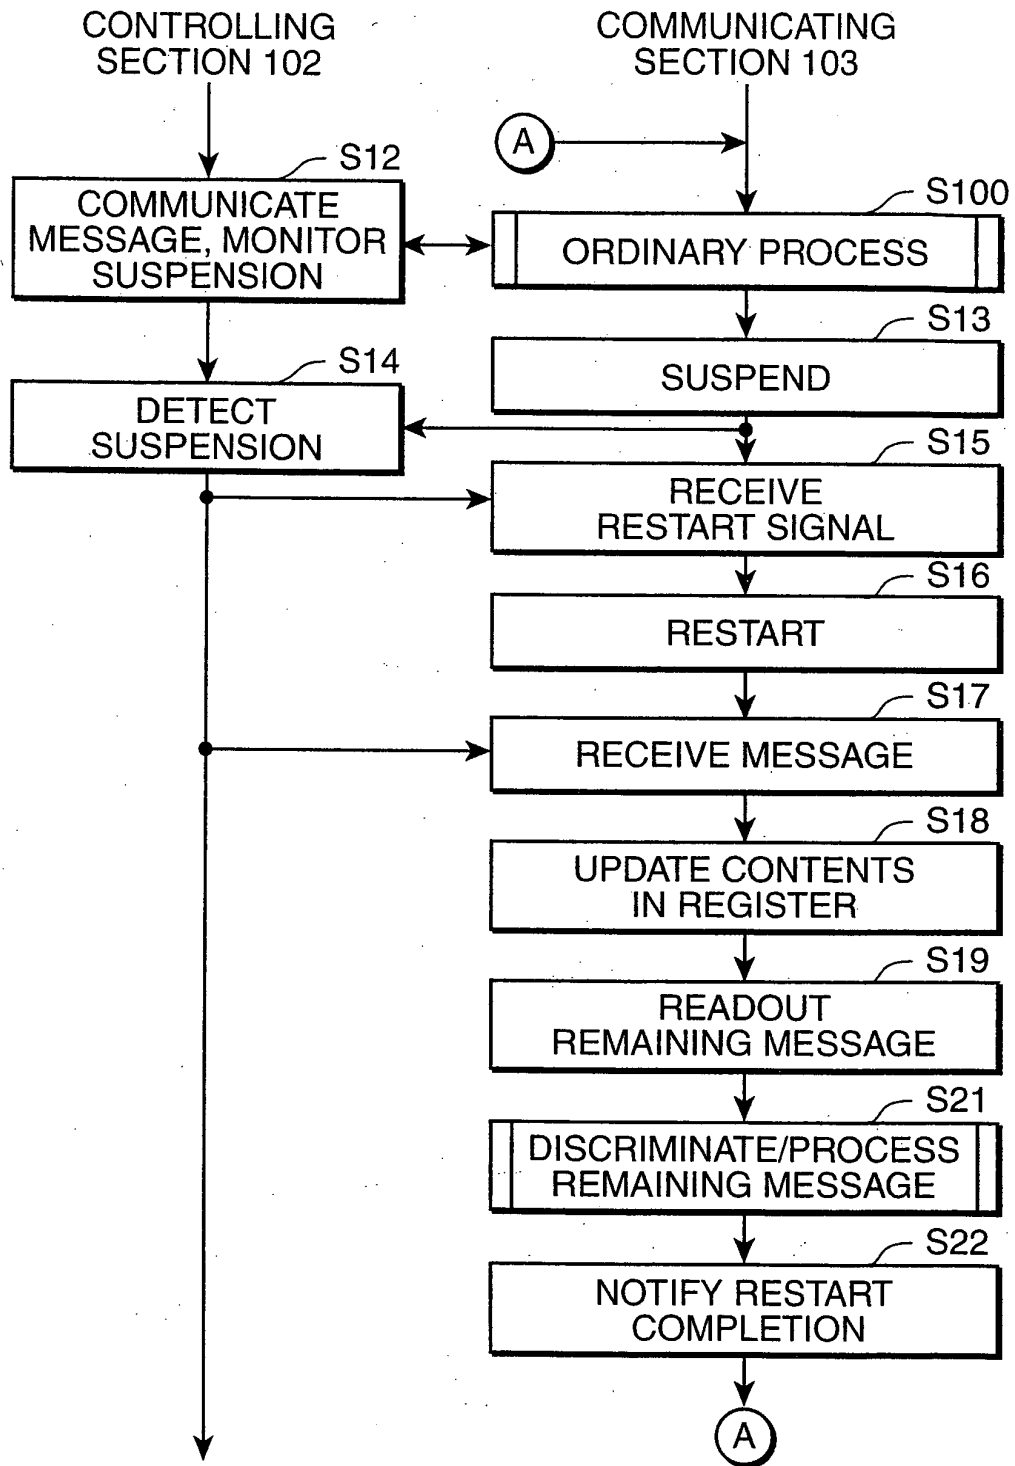 CONTROLLING
SECTION 102
COMMUNICATING
SECTION 103
A
S12
COMMUNICATE
MESSAGE, MONITOR
SUSPENSION
S100
ORDINARY PROCESS
S13
SUSPEND
S14
DETECT
SUSPENSION
S15
RECEIVE
RESTART SIGNAL
S16
RESTART
S17
RECEIVE MESSAGE
S18
UPDATE CONTENTS
IN REGISTER
S19
READOUT
REMAINING MESSAGE
S21
DISCRIMINATE/PROCESS
REMAINING MESSAGE
S22
NOTIFY RESTART
COMPLETION
A